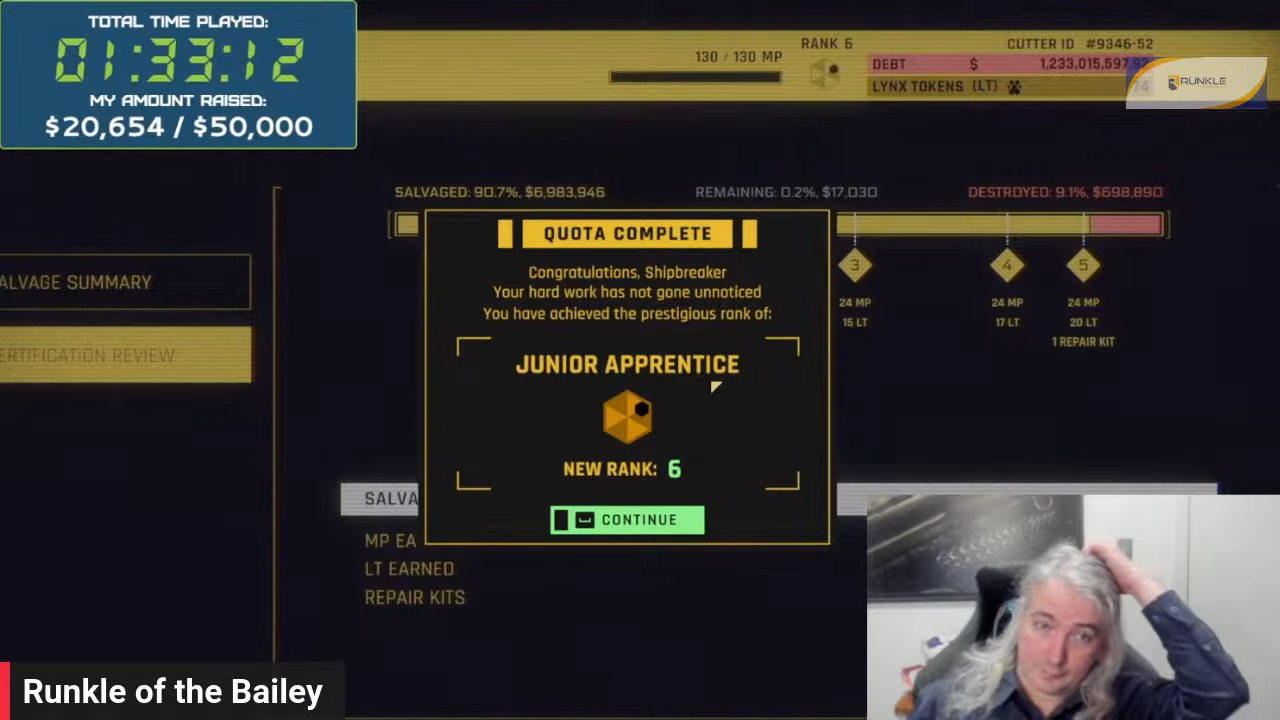 TOTAL TIME PLAYED:
01:33:12
MY AMOUNT RAISED:
$20,654 / $50,000
130 / 130 MP
RANK 6
CUTTER ID #9346-52
DEBT $ 1,233,015,597.92
LYNX TOKENS (LT)
RUNKLE
SALVAGED: 90.7%, $6,983,946
REMAINING: 0.2%, $17,030
DESTROYED: 9.1%, $698,890
ALVAGE SUMMARY
ERTIFICATION REVIEW
QUOTA COMPLETE
Congratulations, Shipbreaker
Your hard work has not gone unnoticed
You have achieved the prestigious rank of:
JUNIOR APPRENTICE
NEW RANK: 6
CONTINUE
3
4
5
24 MP
24 MP
24 MP
15 LT
17 LT
20 LT
1 REPAIR KIT
SALVA
MP EA
LT EARNED
REPAIR KITS
Runkle of the Bailey